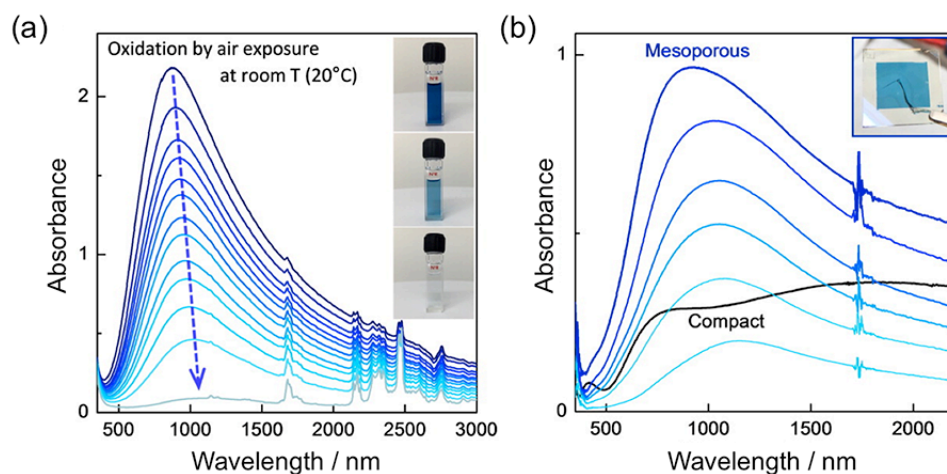 (a)
Oxidation by air exposure
at room T (20°C)
2
1
0
Absorbance
500
1000
1500
2000
2500
3000
Wavelength / nm
(b)
Mesoporous
Compact
1
0
Absorbance
500
1000
1500
2000
Wavelength / nm